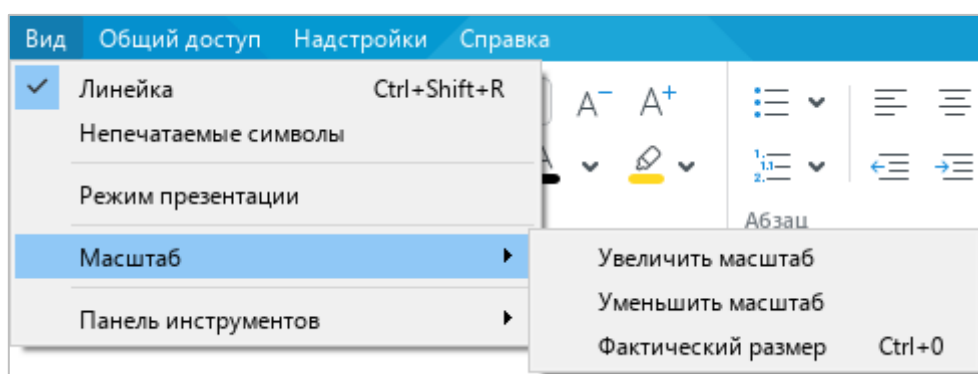 Вид Общий доступ Надстройки Справка
Линейка Ctrl+Shift+R
Непечатаемые символы
Режим презентации
Абзац
Масштаб
Увеличить масштаб
Уменьшить масштаб
Панель инструментов
Фактический размер Ctrl+0